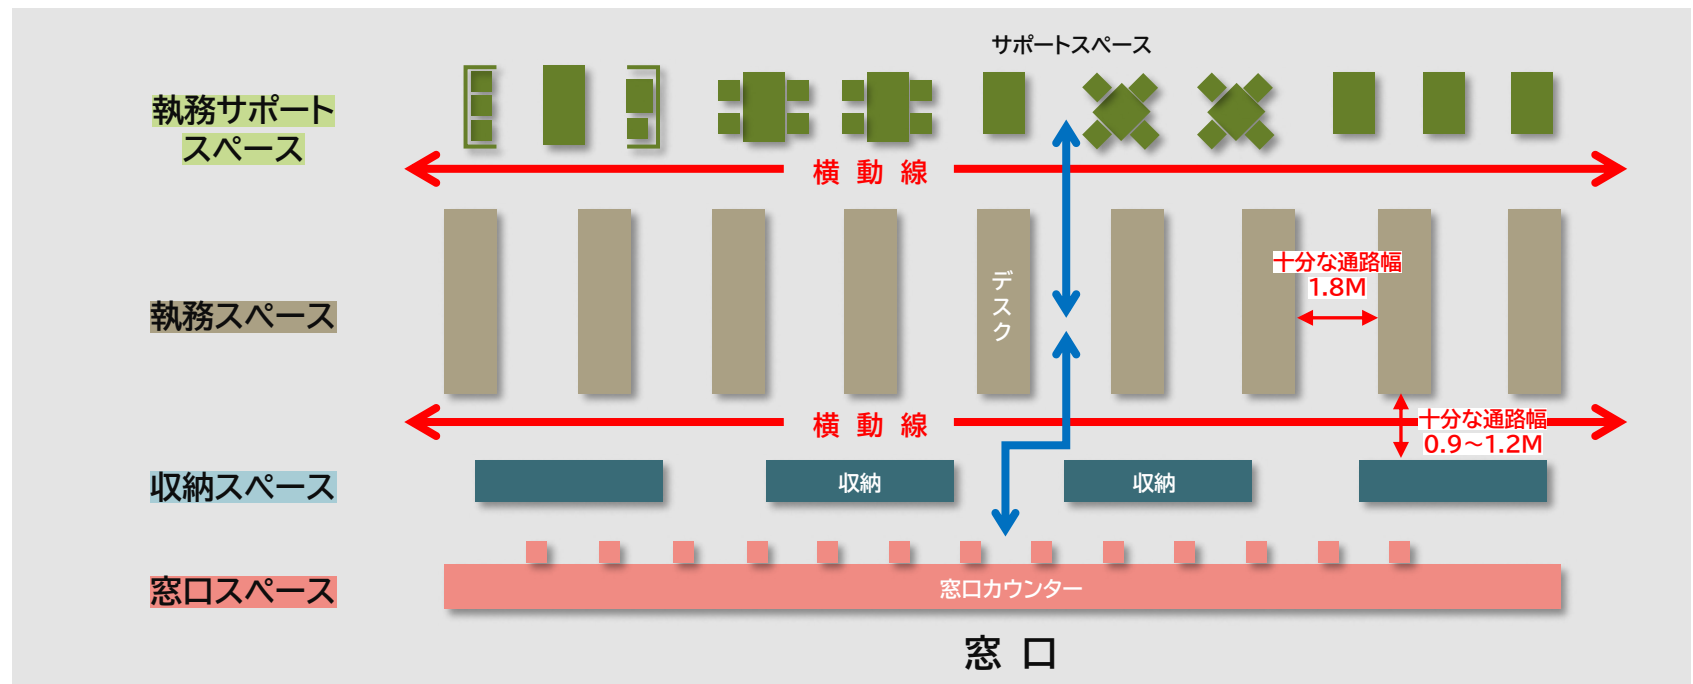 サポートスペース
執務サポート
スペース
横動線
執務スペース
デスク
十分な通路幅
1.8M
横動線
十分な通路幅
0.9～1.2M
収納スペース
収納
収納
窓口スペース
窓口カウンター
窓口